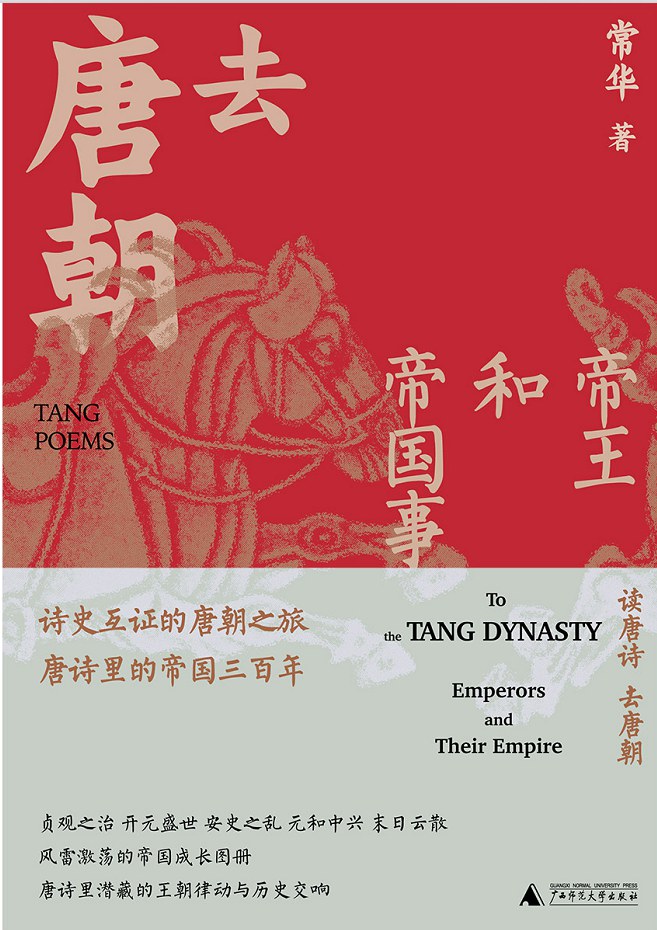 去
唐朝
常华 著
帝王
和
帝国事
TANG
POEMS
诗史互证的唐朝之旅
唐诗里的帝国三百年
To
the TANG DYNASTY
Emperors
and
Their Empire
读唐诗 去唐朝
贞观之治 开元盛世 安史之乱 元和中兴 末日云散
风雷激荡的帝国成长图册
唐诗里潜藏的王朝律动与历史交响
GUANGXI NORMAL UNIVERSITY PRESS
广西师范大学出版社